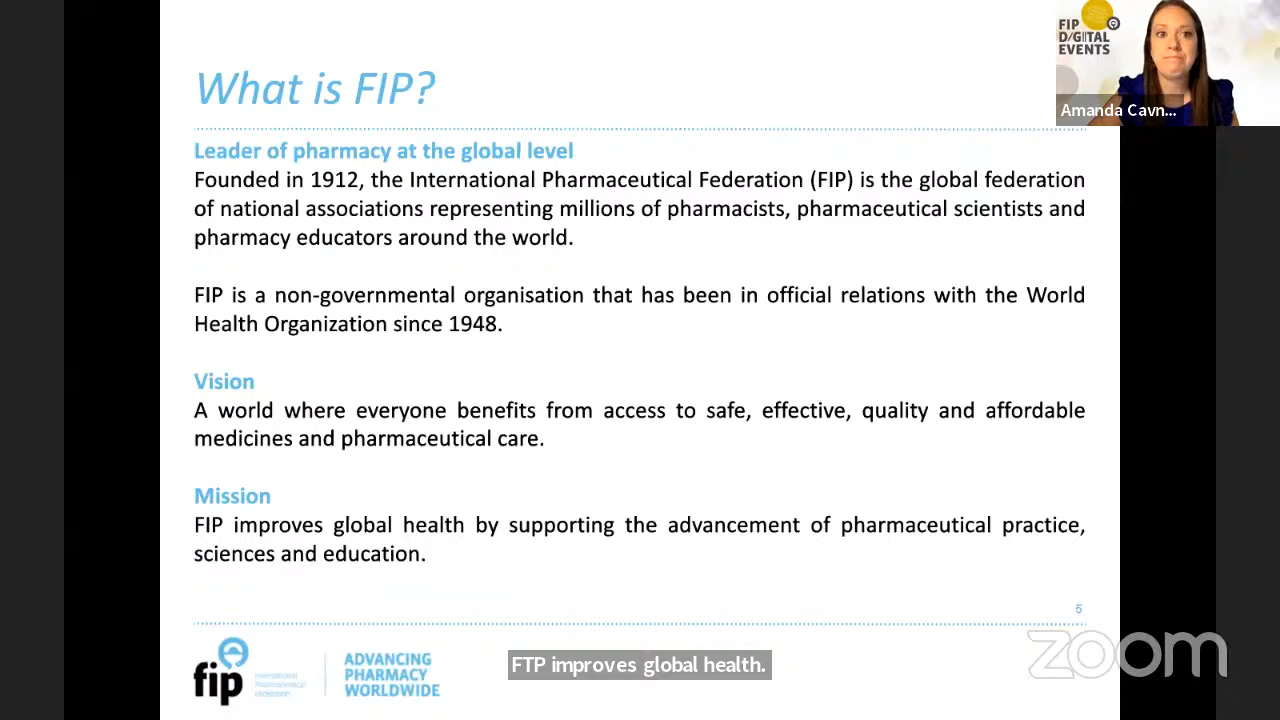 FIP
D/G/TAL
EVENTS
Amanda Cavn...
What is FIP?
Leader of pharmacy at the global level
Founded in 1912, the International Pharmaceutical Federation (FIP) is the global federation
of national associations representing millions of pharmacists, pharmaceutical scientists and
pharmacy educators around the world.
FIP is a non-governmental organisation that has been in official relations with the World
Health Organization since 1948.
Vision
A world where everyone benefits from access to safe, effective, quality and affordable
medicines and pharmaceutical care.
Mission
FIP improves global health by supporting the advancement of pharmaceutical practice,
sciences and education.
5
fip
International
Pharmaceutical
Federation
ADVANCING
PHARMACY
WORLDWIDE
FTP improves global health.
zoom